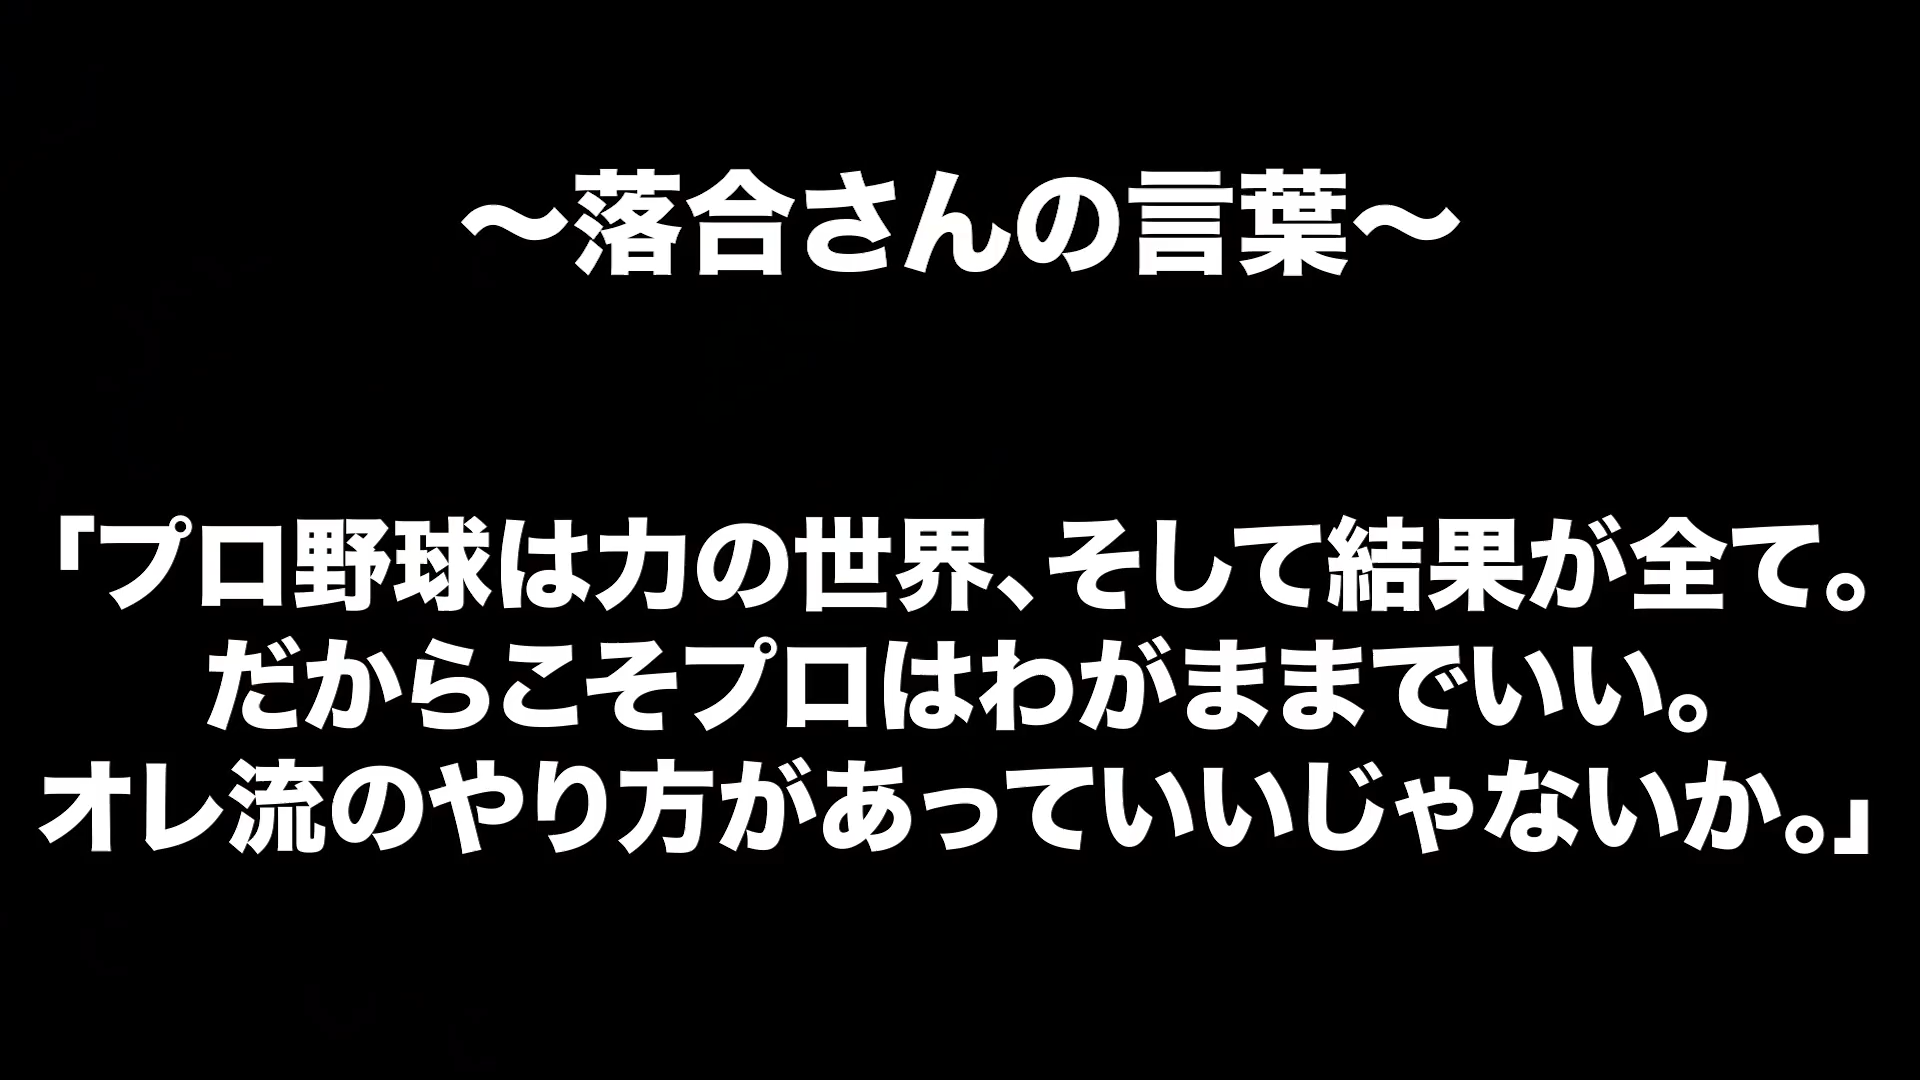 〜落合さんの言葉〜
「プロ野球は力の世界、そして結果が全て。
だからこそプロはわがままでいい。
オレ流のやり方があっていいじゃないか。」